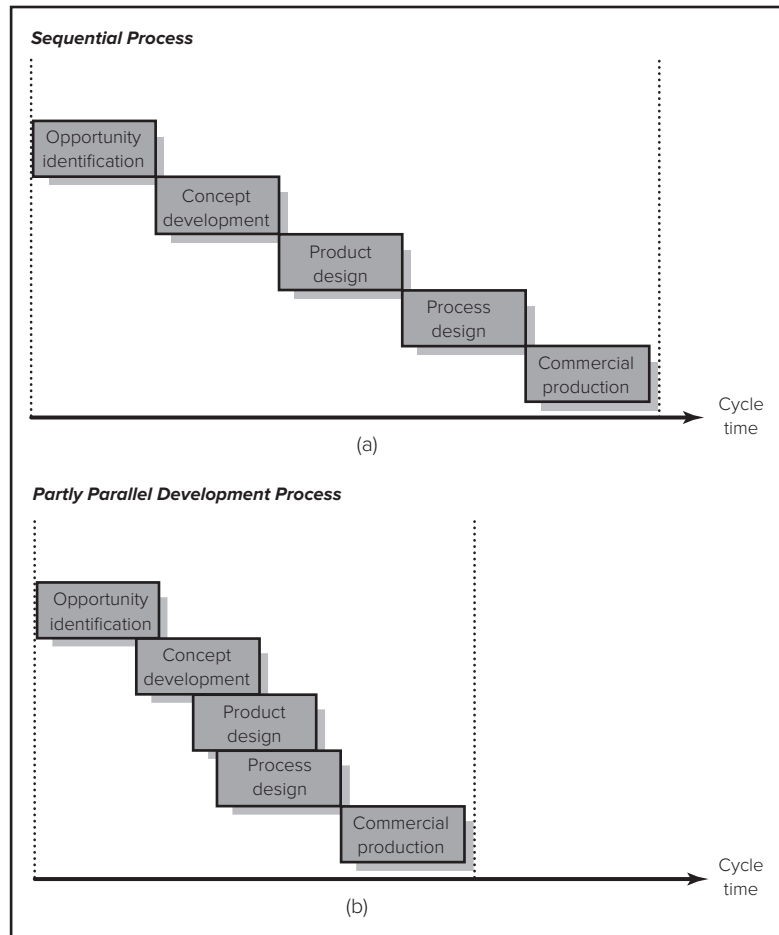 Sequential Process
Opportunity
identification
Concept
development
Product
design
Process
design
Commercial
production
Cycle
time
(a)
Partly Parallel Development Process
Opportunity
identification
Concept
development
Product
design
Process
design
Commercial
production
Cycle
time
(b)